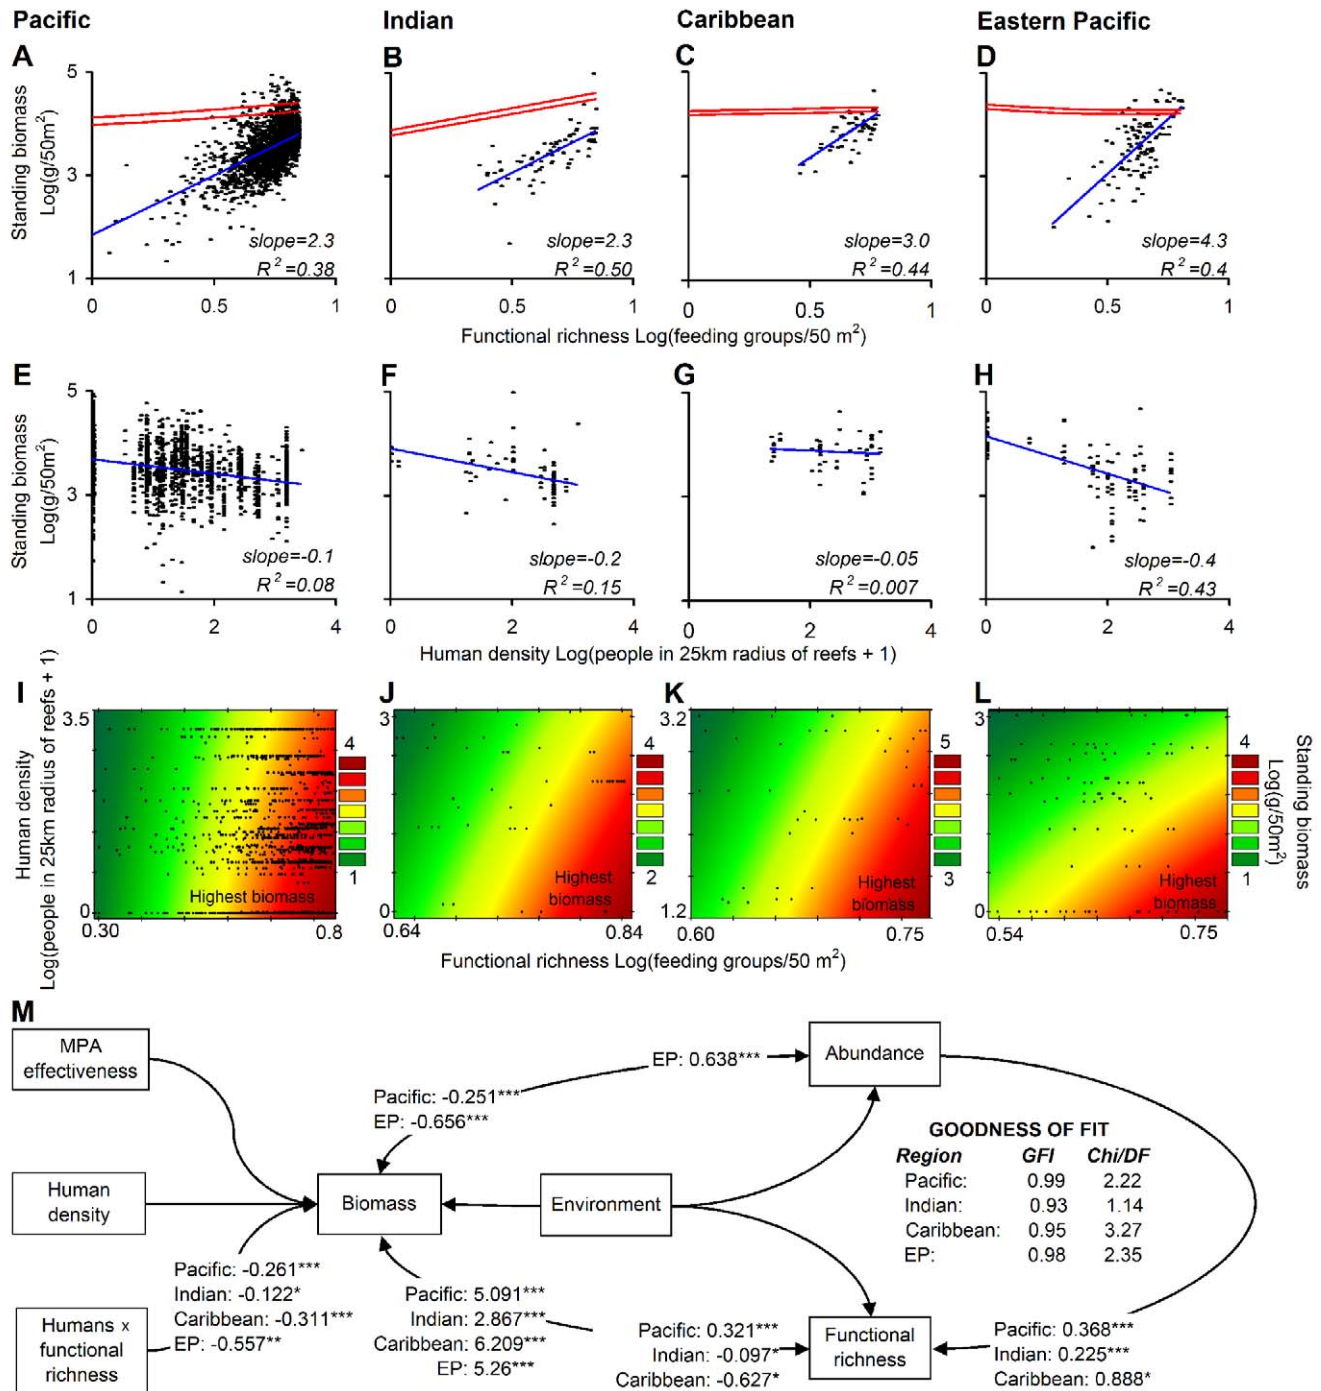 Pacific Indian Caribbean Eastern Pacific
A B C D
Standing biomass
Log(g/50m²)
5
3
1
slope=2.3
R²=0.38
slope=2.3
R²=0.50
slope=3.0
R²=0.44
slope=4.3
R²=0.4
0 0.5 1 0 0.5 1 0 0.5 1 0 0.5 1
Functional richness Log(feeding groups/50 m²)
E F G H
Standing biomass
Log(g/50m²)
5
3
1
slope=-0.1
R²=0.08
slope=-0.2
R²=0.15
slope=-0.05
R²=0.007
slope=-0.4
R²=0.43
0 2 4 0 2 4 0 2 4 0 2 4
Human density Log(people in 25km radius of reefs + 1)
I J K L
Human density
Log(people in 25km radius of reefs + 1)
3.5
0
4
1
Highest biomass
0.30 0.8
3
0
4
2
Highest
biomass
0.64 0.84
3.2
1.2
5
3
Highest
biomass
0.60 0.75
3
0
4
1
Highest
biomass
0.54 0.75
Standing biomass
Log(g/50m²)
Functional richness Log(feeding groups/50 m²)
M
MPA
effectiveness
Human
density
Humans x
functional
richness
Biomass
Environment
Abundance
Functional
richness
EP: 0.638***
Pacific: -0.251***
EP: -0.656***
Pacific: -0.261***
Indian: -0.122*
Caribbean: -0.311***
EP: -0.557**
Pacific: 5.091***
Indian: 2.867***
Caribbean: 6.209***
EP: 5.26***
Pacific: 0.321***
Indian: -0.097*
Caribbean: -0.627*
Pacific: 0.368***
Indian: 0.225***
Caribbean: 0.888*
GOODNESS OF FIT
Region GFI Chi/DF
Pacific: 0.99 2.22
Indian: 0.93 1.14
Caribbean: 0.95 3.27
EP: 0.98 2.35